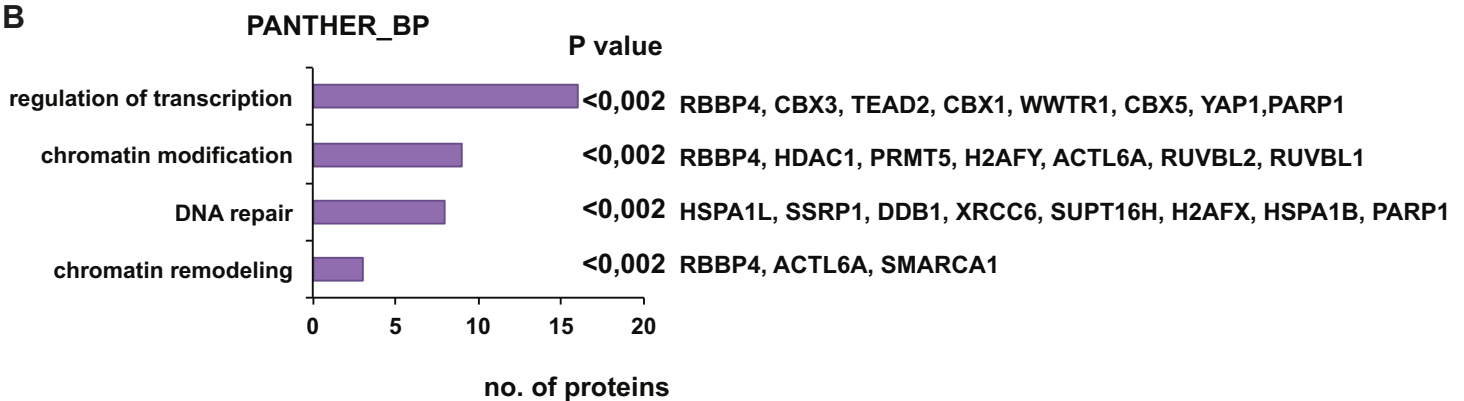 B
PANTHER_BP
P value
regulation of transcription <0,002 RBBP4, CBX3, TEAD2, CBX1, WWTR1, CBX5, YAP1,PARP1
chromatin modification <0,002 RBBP4, HDAC1, PRMT5, H2AFY, ACTL6A, RUVBL2, RUVBL1
DNA repair <0,002 HSPA1L, SSRP1, DDB1, XRCC6, SUPT16H, H2AFX, HSPA1B, PARP1
chromatin remodeling <0,002 RBBP4, ACTL6A, SMARCA1
0 5 10 15 20
no. of proteins